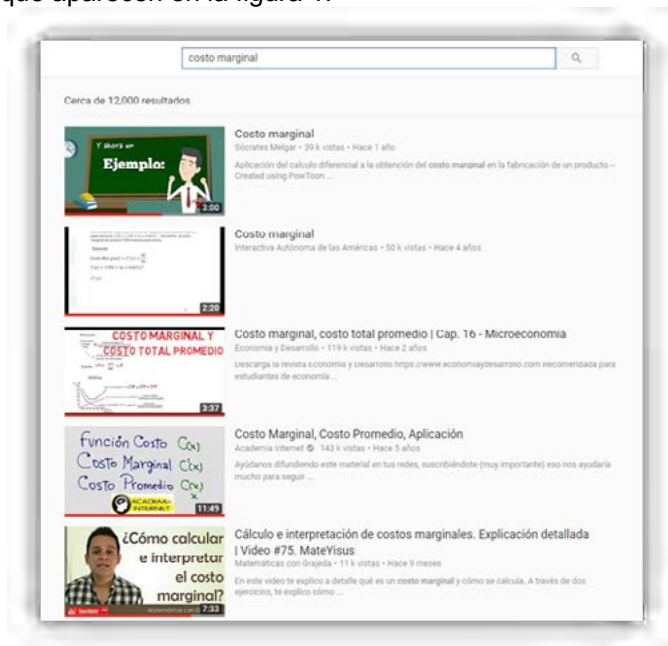 que aparecen en la figura 1.
costo marginal
Cerca de 12,000 resultados
Y ahora un
Ejemplo:
3:00
Costo marginal
Sócrates Melgar • 39 k vistas • Hace 1 año
Aplicación del calculo diferencial a la obtención del costo marginal en la fabricación de un producto --
Created using PowToon ...
2:20
Costo marginal
Interactiva Autónoma de las Américas • 50 k vistas • Hace 4 años
COSTO MARGINAL Y
COSTO TOTAL PROMEDIO
3:37
Costo marginal, costo total promedio | Cap. 16 - Microeconomia
Economia y Desarrollo • 119 k vistas • Hace 2 años
Descarga la revista Economia y Desarrollo https://www.economiaydesarrollo.com Recomendada para
estudiantes de economía ...
Función Costo C(x)
Costo Marginal C'(x)
Costo Promedio C(x)
x
ACADEMIA
INTERNET
11:49
Costo Marginal, Costo Promedio, Aplicación
Academia Internet 143 k vistas • Hace 5 años
Ayúdanos difundiendo este material en tus redes, suscribiéndote (muy importante) eso nos ayudaría
mucho para seguir ...
¿Cómo calcular
e interpretar
el costo
marginal?
7:33
Cálculo e interpretación de costos marginales. Explicación detallada
| Video #75. MateYisus
Matemáticas con Grajeda • 11 k vistas • Hace 9 meses
En este video te explico a detalle qué es un costo marginal y cómo se calcula. A través de dos
ejercicios, te explico cómo ...